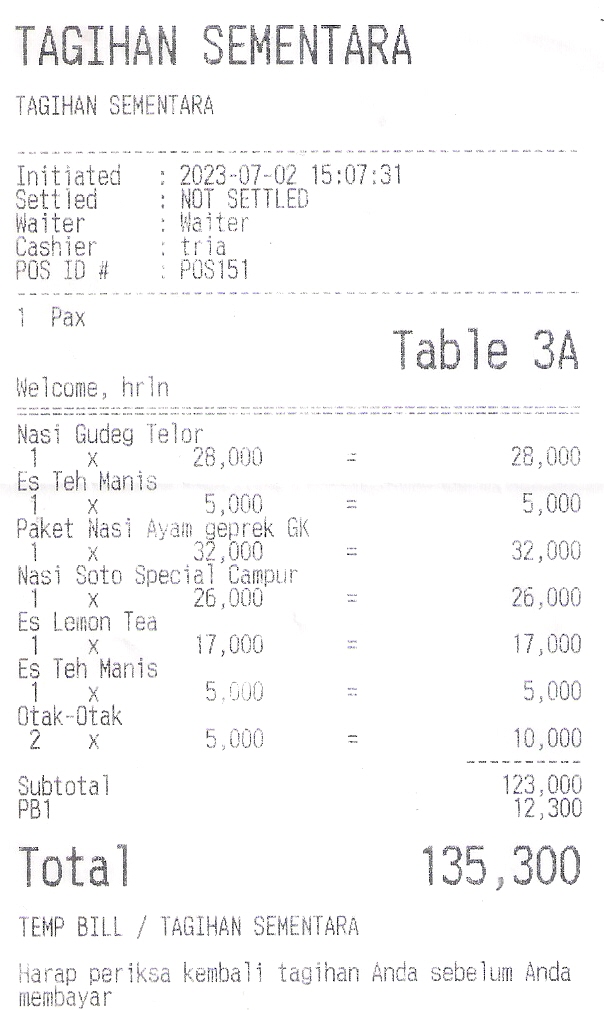 TAGIHAN SEMENTARA
TAGIHAN SEMENTARA
Initiated : 2023-07-02 15:07:31
Settled : NOT SETTLED
Waiter : Waiter
Cashier : tria
POS ID # : POS151
1 Pax
Table 3A
Welcome, hrln
Nasi Gudeg Telor
1 x 28,000 = 28,000
Es Teh Manis
1 x 5,000 = 5,000
Paket Nasi Ayam geprek GK
1 x 32,000 = 32,000
Nasi Soto Special Campur
1 x 26,000 = 26,000
Es Lemon Tea
1 x 17,000 = 17,000
Es Teh Manis
1 x 5,000 = 5,000
Otak-Otak
2 x 5,000 = 10,000
Subtotal 123,000
PB1 12,300
Total 135,300
TEMP BILL / TAGIHAN SEMENTARA
Harap periksa kembali tagihan Anda sebelum Anda
membayar